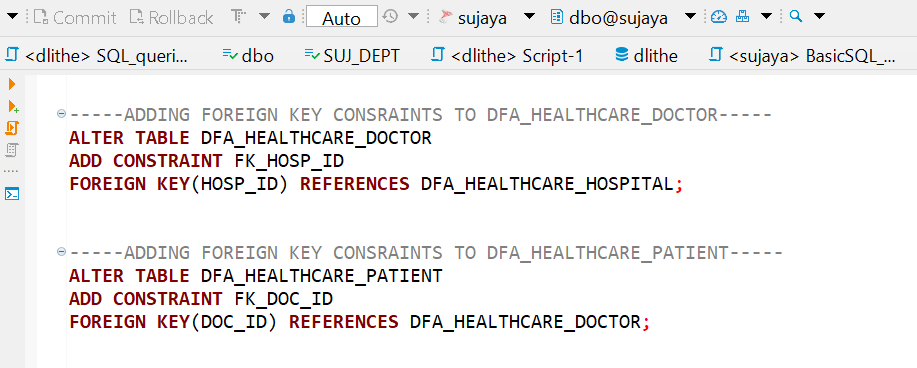 Commit Rollback Auto sujaya dbo@sujaya
<dlithe> SQL_queri... dbo SUJ_DEPT <dlithe> Script-1 dlithe <sujaya> BasicSQL_...
-----ADDING FOREIGN KEY CONSRAINTS TO DFA_HEALTHCARE_DOCTOR-----
ALTER TABLE DFA_HEALTHCARE_DOCTOR
ADD CONSTRAINT FK_HOSP_ID
FOREIGN KEY(HOSP_ID) REFERENCES DFA_HEALTHCARE_HOSPITAL;
-----ADDING FOREIGN KEY CONSRAINTS TO DFA_HEALTHCARE_PATIENT-----
ALTER TABLE DFA_HEALTHCARE_PATIENT
ADD CONSTRAINT FK_DOC_ID
FOREIGN KEY(DOC_ID) REFERENCES DFA_HEALTHCARE_DOCTOR;